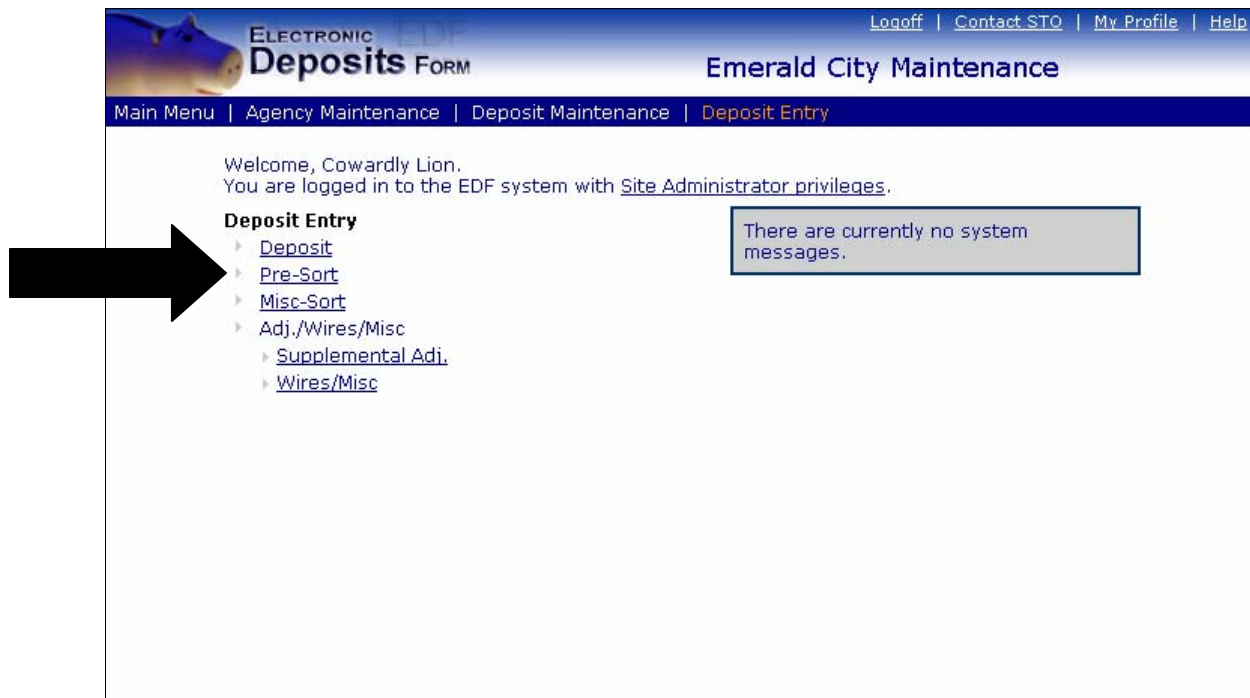 Logoff | Contact STO | My Profile | Help
ELECTRONIC EDF
Deposits FORM
Emerald City Maintenance
Main Menu | Agency Maintenance | Deposit Maintenance | Deposit Entry
Welcome, Cowardly Lion.
You are logged in to the EDF system with Site Administrator privileges.
Deposit Entry
Deposit
Pre-Sort
Misc-Sort
Adj./Wires/Misc
Supplemental Adj.
Wires/Misc
There are currently no system
messages.